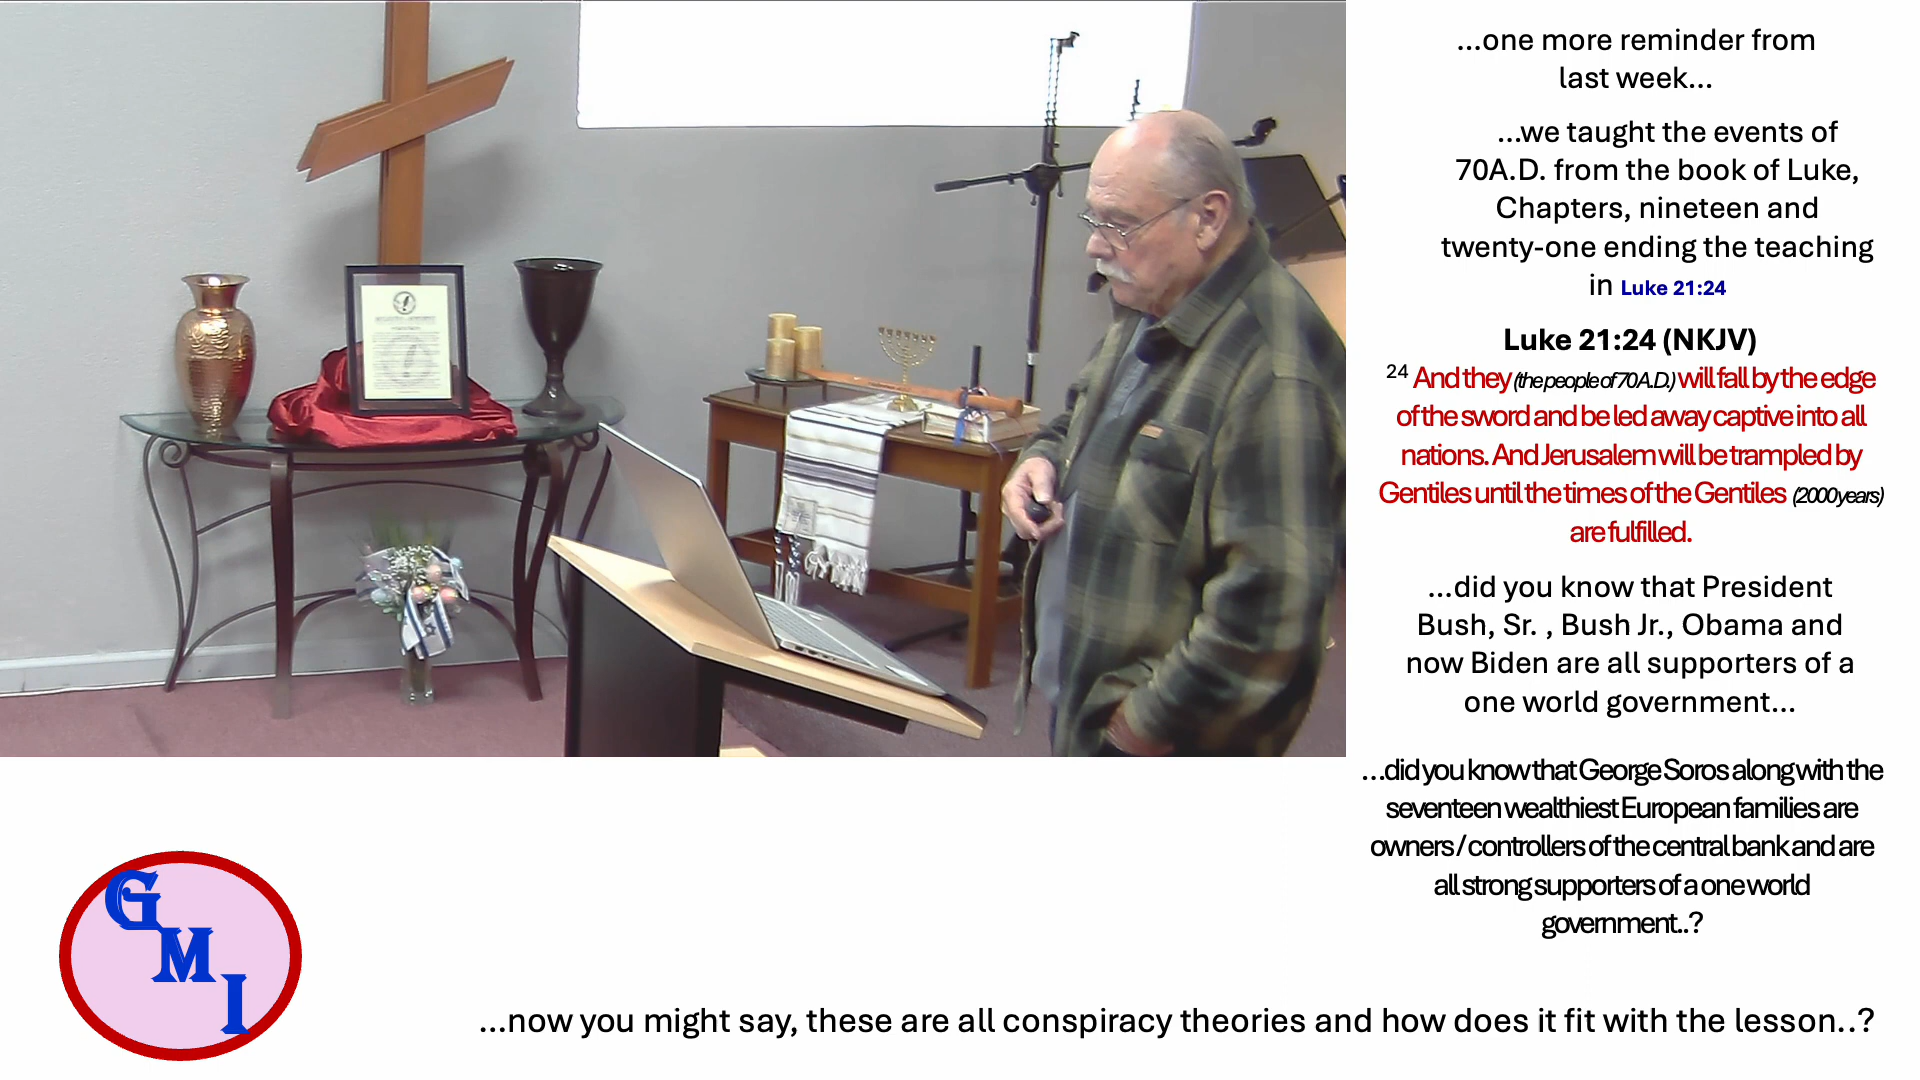 ...one more reminder from
last week...
...we taught the events of
70A.D. from the book of Luke,
Chapters, nineteen and
twenty-one ending the teaching
in Luke 21:24
Luke 21:24 (NKJV)
24 And they (the people of 70A.D.) will fall by the edge
of the sword and be led away captive into all
nations. And Jerusalem will be trampled by
Gentiles until the times of the Gentiles (2000 years)
are fulfilled.
...did you know that President
Bush, Sr. , Bush Jr., Obama and
now Biden are all supporters of a
one world government...
...did you know that George Soros along with the
seventeen wealthiest European families are
owners / controllers of the central bank and are
all strong supporters of a one world
government..?
GMI
...now you might say, these are all conspiracy theories and how does it fit with the lesson..?